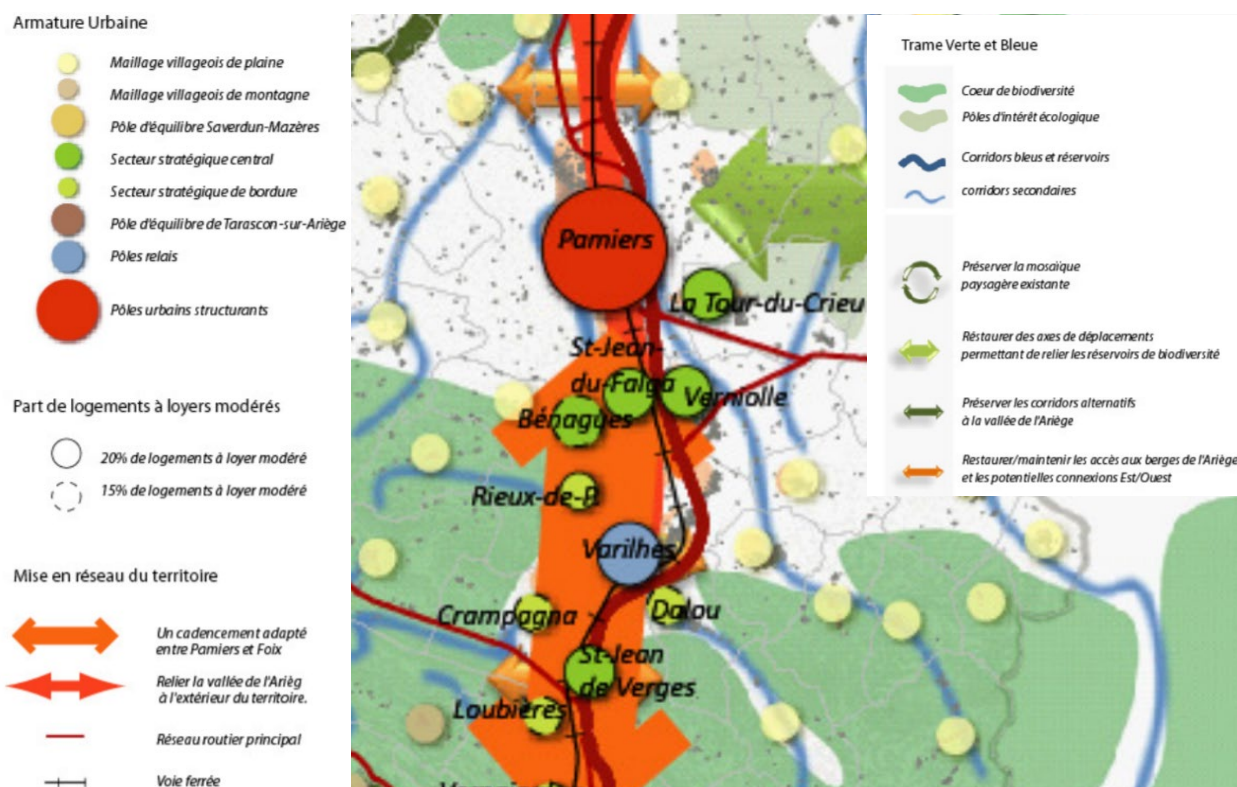 Armature Urbaine
Maillage villageois de plaine
Maillage villageois de montagne
Pôle d'équilibre Saverdun-Mazères
Secteur stratégique central
Secteur stratégique de bordure
Pôle d'équilibre de Tarascon-sur-Ariège
Pôles relais
Pôles urbains structurants
Part de logements à loyers modérés
20% de logements à loyer modéré
15% de logements à loyer modéré
Mise en réseau du territoire
Un cadencement adapté
entre Pamiers et Foix
Relier la vallée de l'Arièg
à l'extérieur du territoire.
Réseau routier principal
Voie ferrée
Pamiers
La Tour-du-Crieu
St-Jean-
du-Falga
Verniolle
Bénagues
Rieux-de-P.
Varilhes
Crampagna
Dalou
St-Jean
de Verges
Loubières
Trame Verte et Bleue
Coeur de biodiversité
Pôles d'intérêt écologique
Corridors bleus et réservoirs
corridors secondaires
Préserver la mosaïque
paysagère existante
Réstaurer des axes de déplacements
permettant de relier les réservoirs de biodiversité
Préserver les corridors alternatifs
à la vallée de l'Ariège
Restaurer/maintenir les accès aux berges de l'Ariège
et les potentielles connexions Est/Ouest